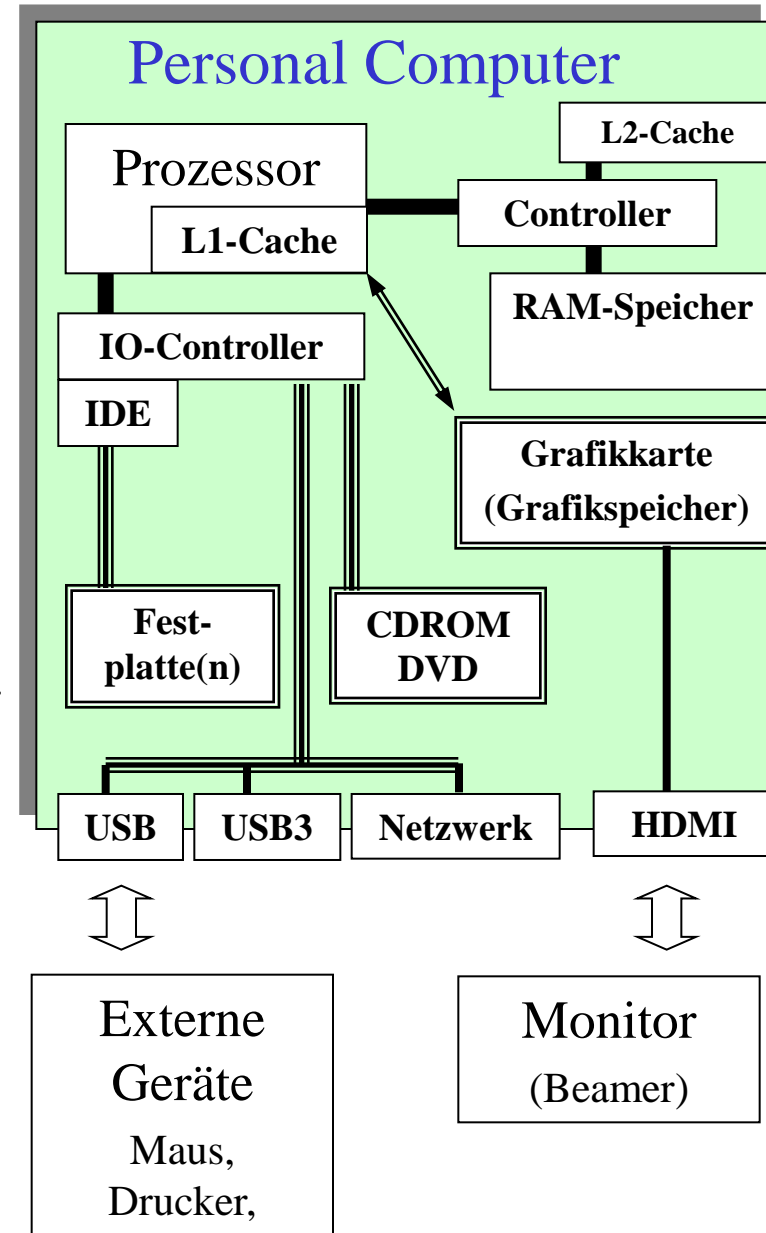 Personal Computer
L2-Cache
Prozessor
Controller
L1-Cache
RAM-Speicher
IO-Controller
IDE
Grafikkarte
(Grafikspeicher)
Fest-
platte(n)
CDROM
DVD
USB
USB3
Netzwerk
HDMI
Externe
Geräte
Maus,
Drucker,
Monitor
(Beamer)